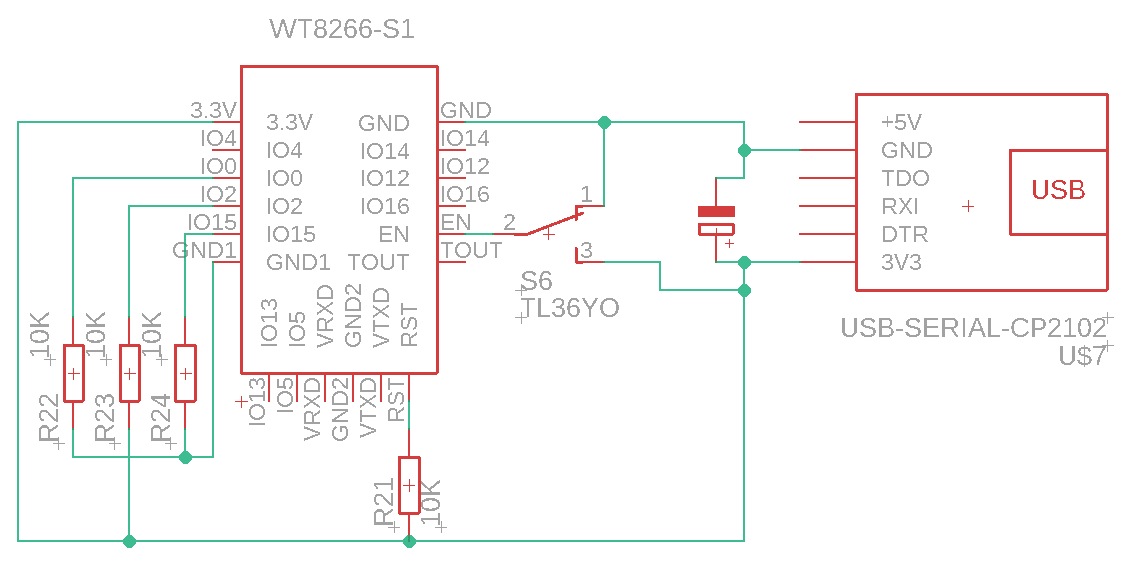 WT8266-S1
3.3V
IO4
IO0
IO2
IO15
GND1
3.3V
IO4
IO0
IO2
IO15
GND1
GND
IO14
IO12
IO16
EN
TOUT
GND
IO14
IO12
IO16
EN
TOUT
IO13
IO5
VRXD
GND2
VTXD
RST
IO13
IO5
VRXD
GND2
VTXD
RST
1
2
3
S6
TL36YO
+5V
GND
TDO
RXI
DTR
3V3
USB
USB-SERIAL-CP2102
U$7
10K
R22
10K
R23
10K
R24
R21
10K